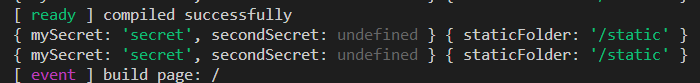 [ ready ] compiled successfully
{ mySecret: 'secret', secondSecret: undefined } { staticFolder: '/static' }
{ mySecret: 'secret', secondSecret: undefined } { staticFolder: '/static' }
[ event ] build page: /